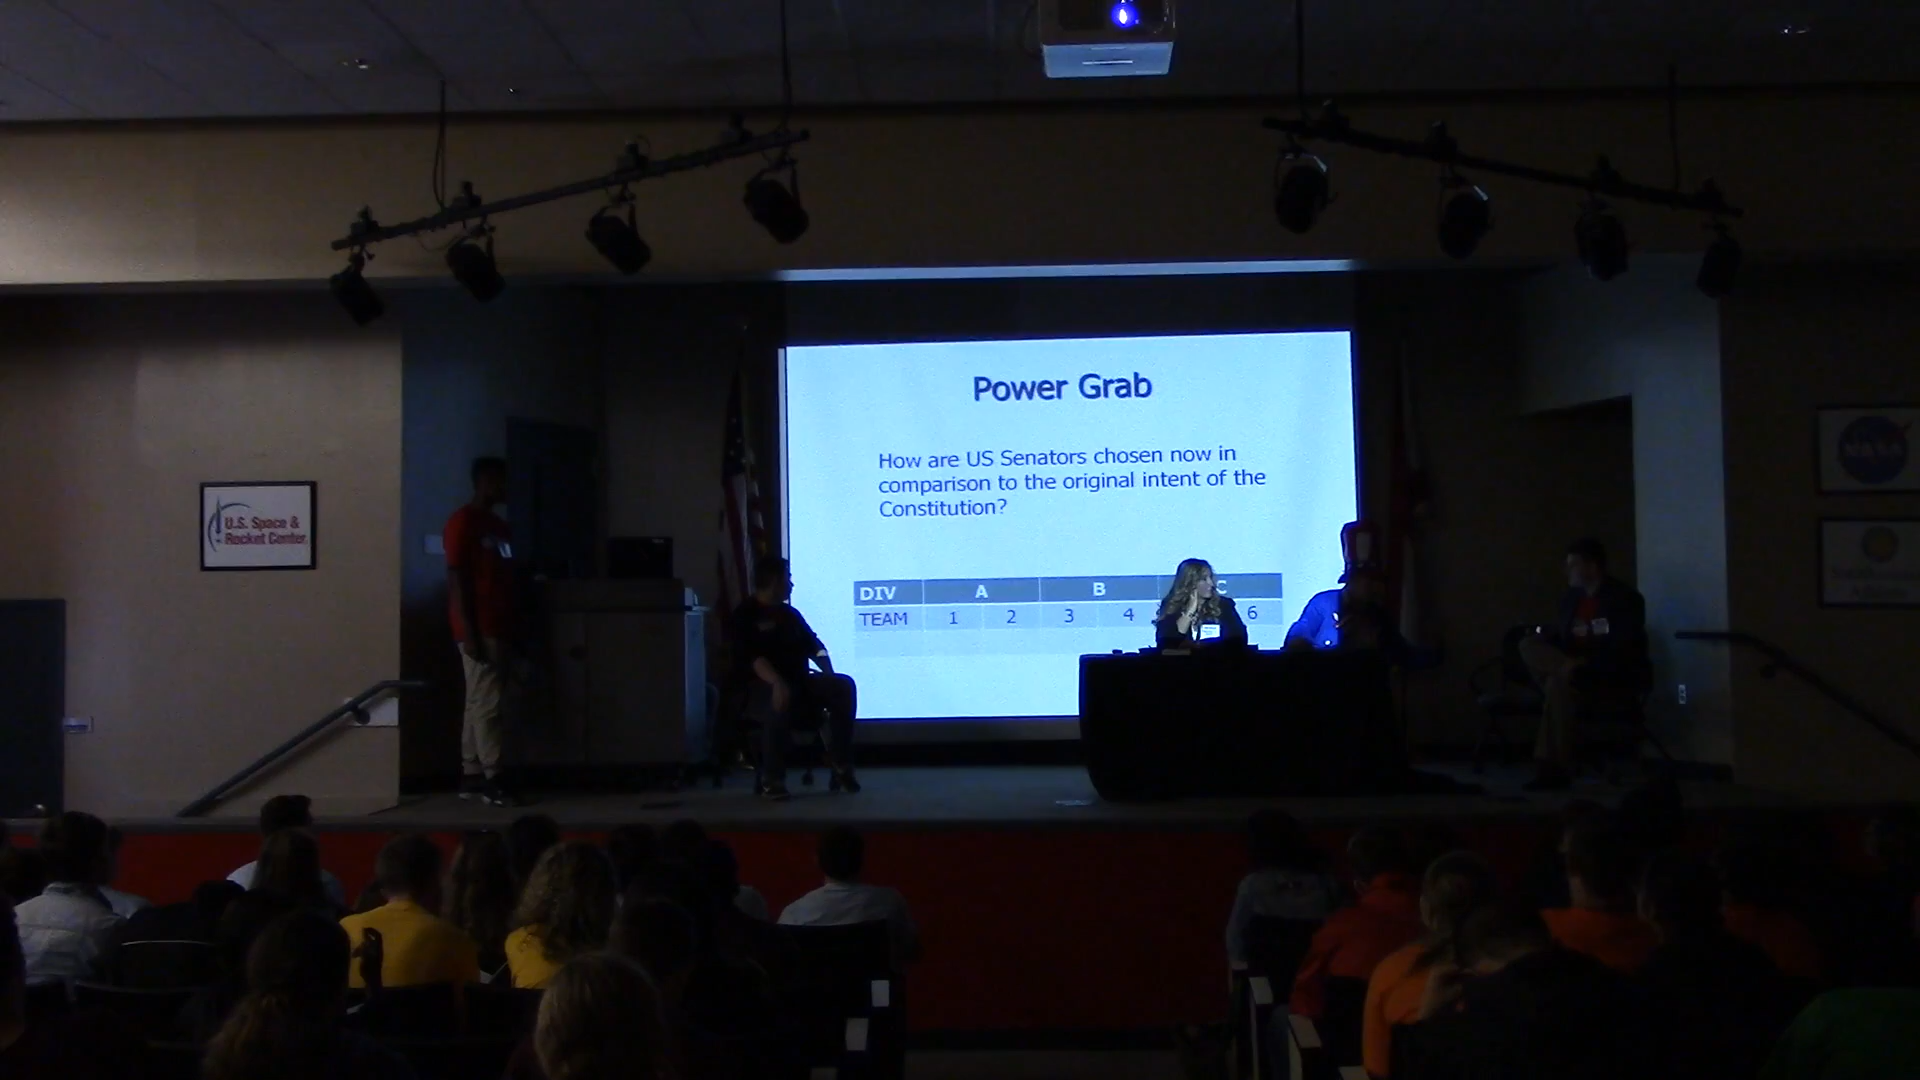 Power Grab
How are US Senators chosen now in
comparison to the original intent of the
Constitution?
DIV A B C
TEAM 1 2 3 4 6
U.S. Space &
Rocket Center
NASA